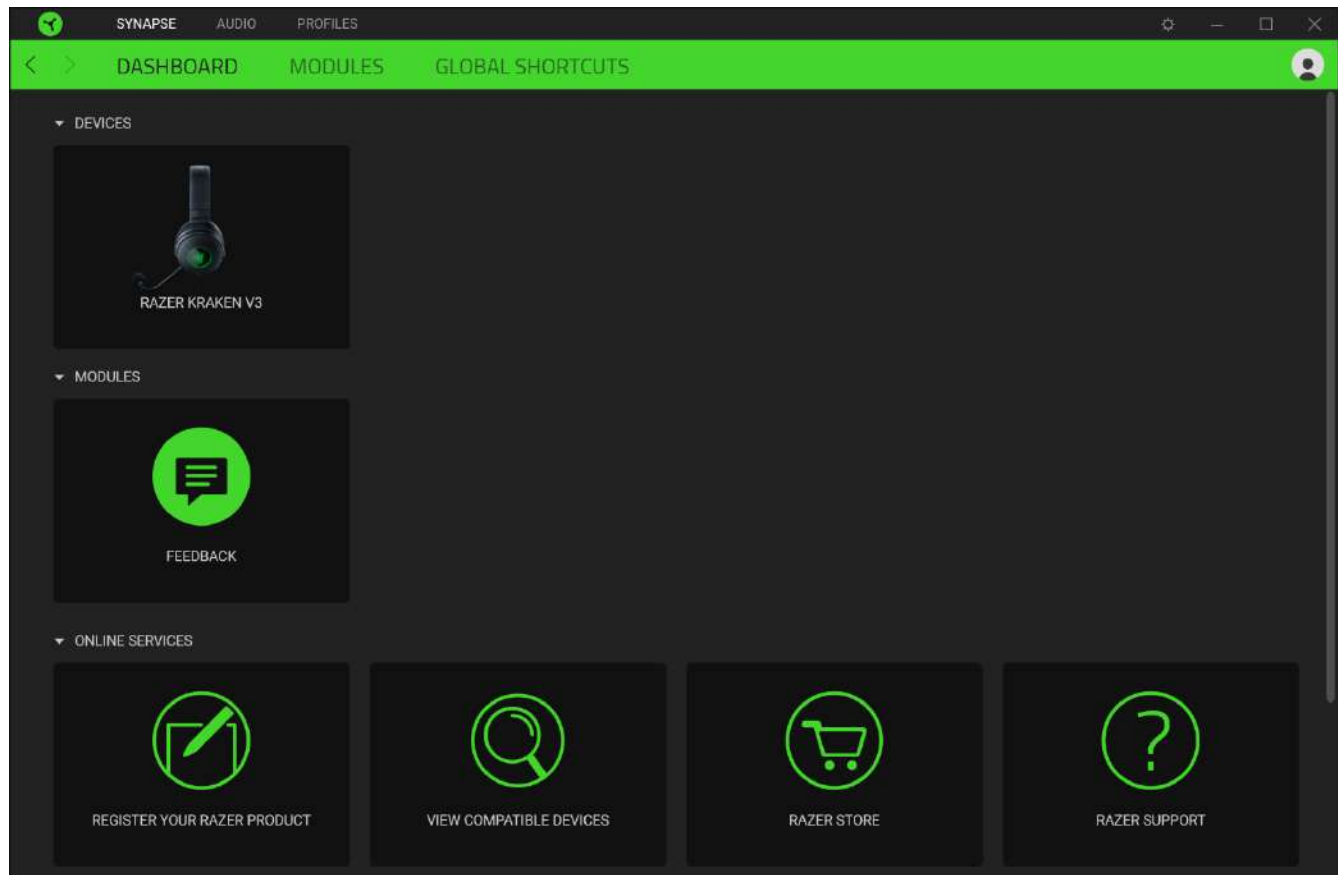 SYNAPSE AUDIO PROFILES
DASHBOARD MODULES GLOBAL SHORTCUTS
DEVICES
RAZER KRAKEN V3
MODULES
FEEDBACK
ONLINE SERVICES
REGISTER YOUR RAZER PRODUCT VIEW COMPATIBLE DEVICES RAZER STORE RAZER SUPPORT